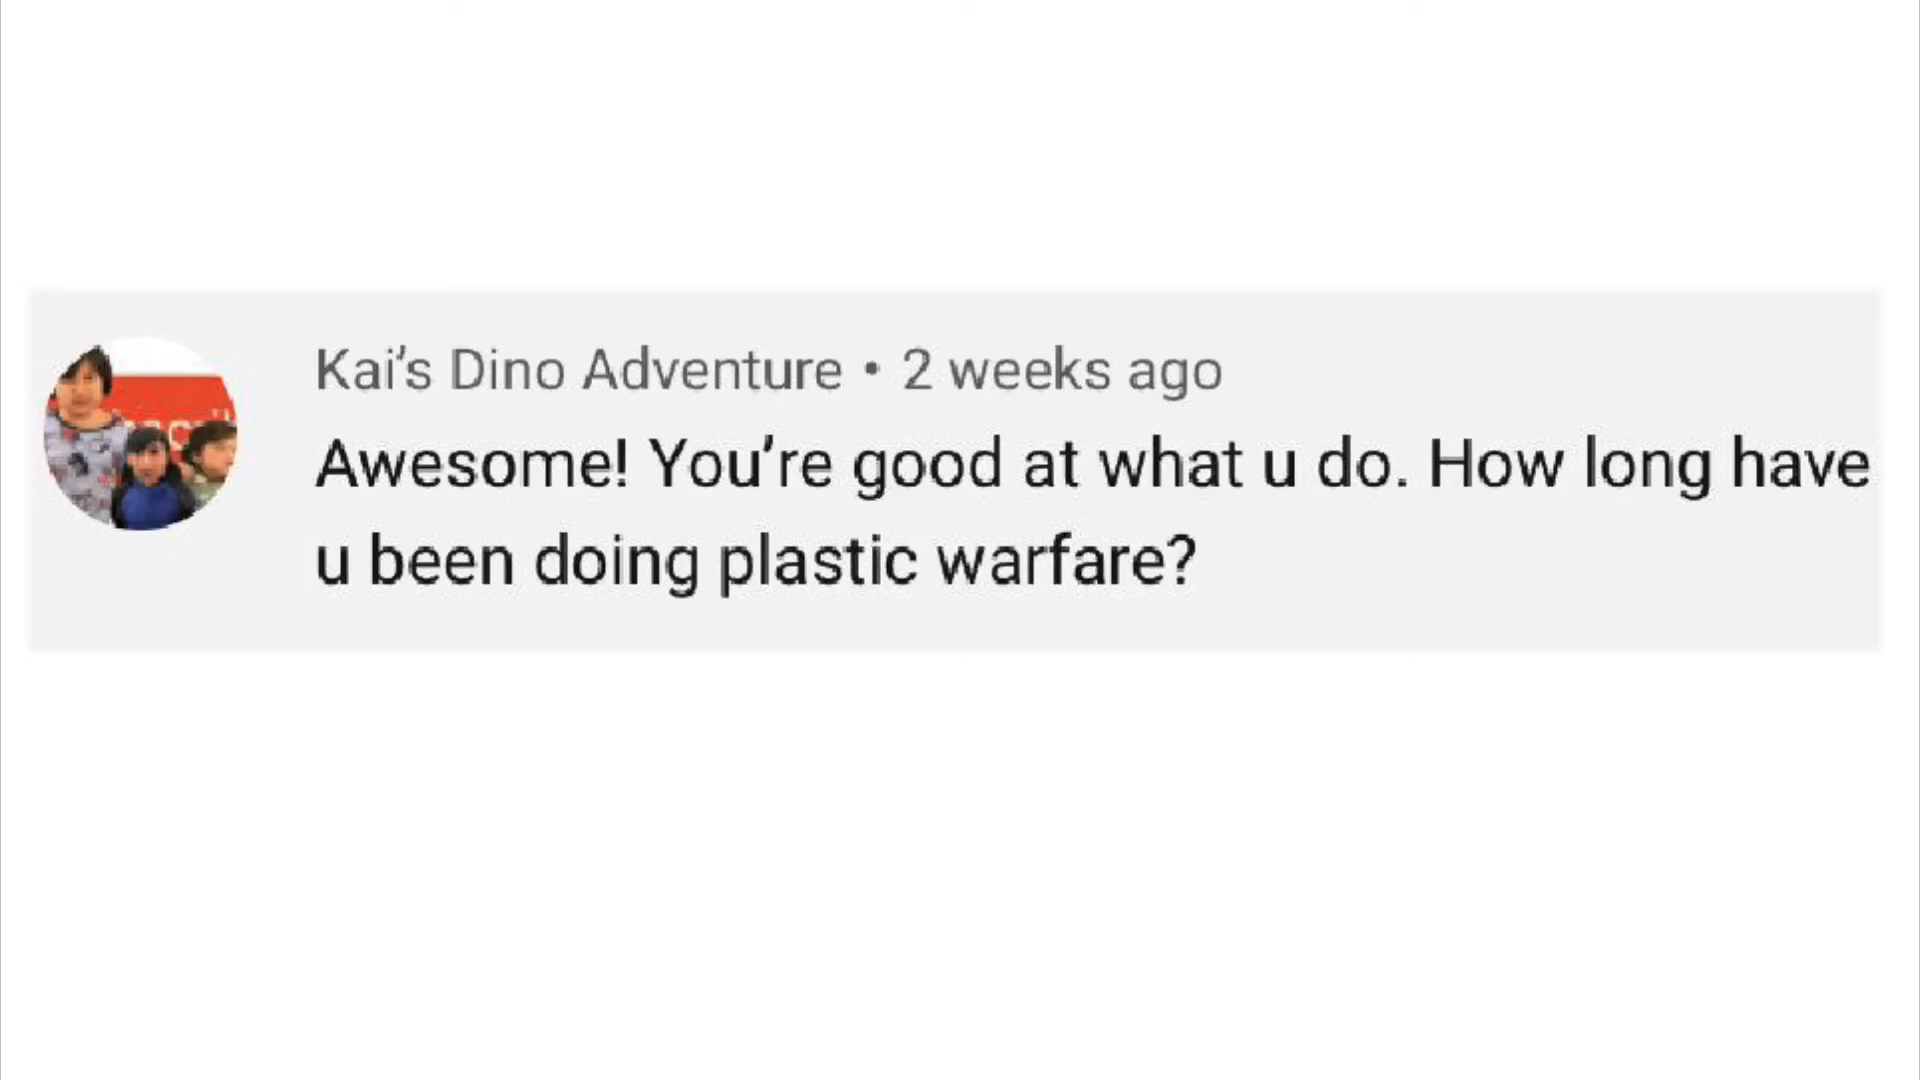 Kai's Dino Adventure • 2 weeks ago
Awesome! You're good at what u do. How long have
u been doing plastic warfare?